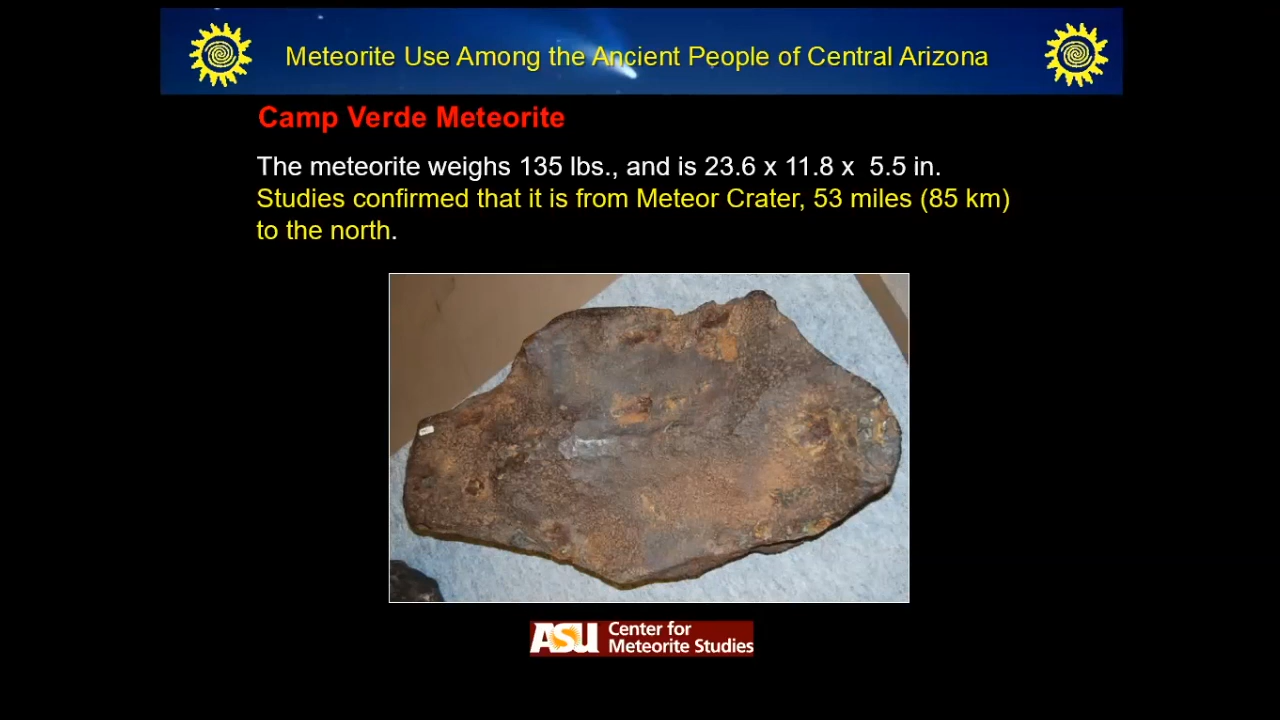 Meteorite Use Among the Ancient People of Central Arizona
Camp Verde Meteorite
The meteorite weighs 135 lbs., and is 23.6 x 11.8 x 5.5 in.
Studies confirmed that it is from Meteor Crater, 53 miles (85 km)
to the north.
ASU Center for
Meteorite Studies